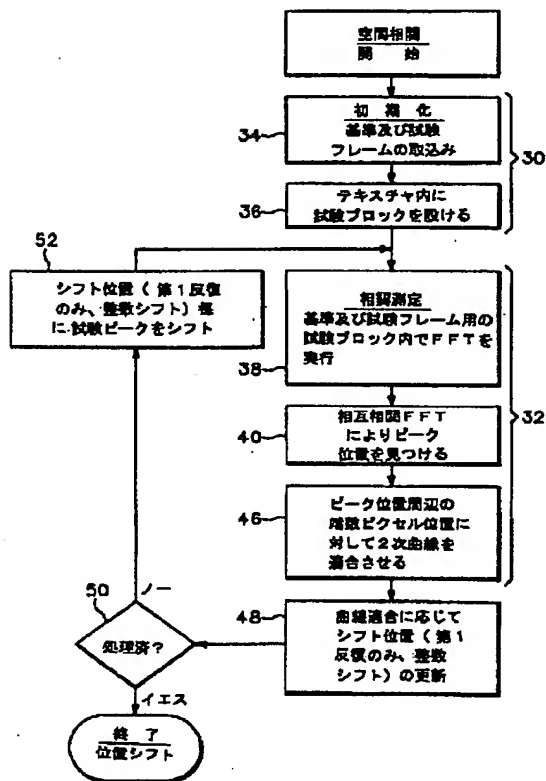 空間相関
開 始
初 期 化
基準及び試験
フレームの取込み
34
30
テキスチャ内に
試験ブロックを設ける
36
52
シフト位置(第1反復
のみ、整数シフト)毎
に試験ピークをシフト
相関測定
基準及び試験フレーム用の
試験ブロック内でFFTを
実行
38
32
相互相関FFT
によりピーク
位置を見つける
40
ピーク位置周辺の
端数ピクセル位置に
対して2次曲線を
適合させる
46
曲線適合に応じて
シフト位置(第1
反復のみ、整数
シフト)の更新
48
50
ノー
処理済?
イエス
終 了
位置シフト